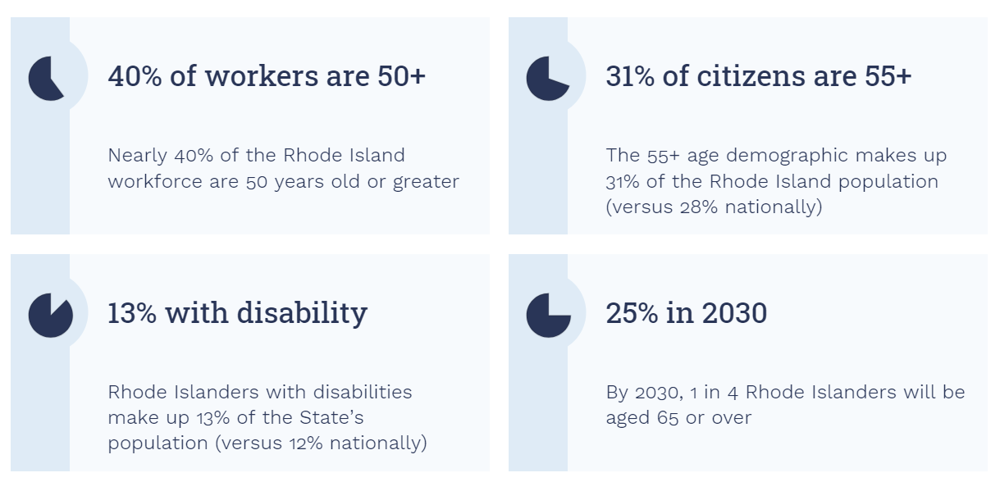 40% of workers are 50+
Nearly 40% of the Rhode Island
workforce are 50 years old or greater
31% of citizens are 55+
The 55+ age demographic makes up
31% of the Rhode Island population
(versus 28% nationally)
13% with disability
Rhode Islanders with disabilities
make up 13% of the State’s
population (versus 12% nationally)
25% in 2030
By 2030, 1 in 4 Rhode Islanders will be
aged 65 or over